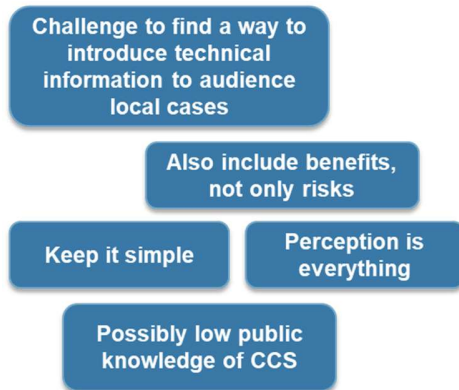 Challenge to find a way to
introduce technical
information to audience
local cases
Also include benefits,
not only risks
Keep it simple
Perception is
everything
Possibly low public
knowledge of CCS